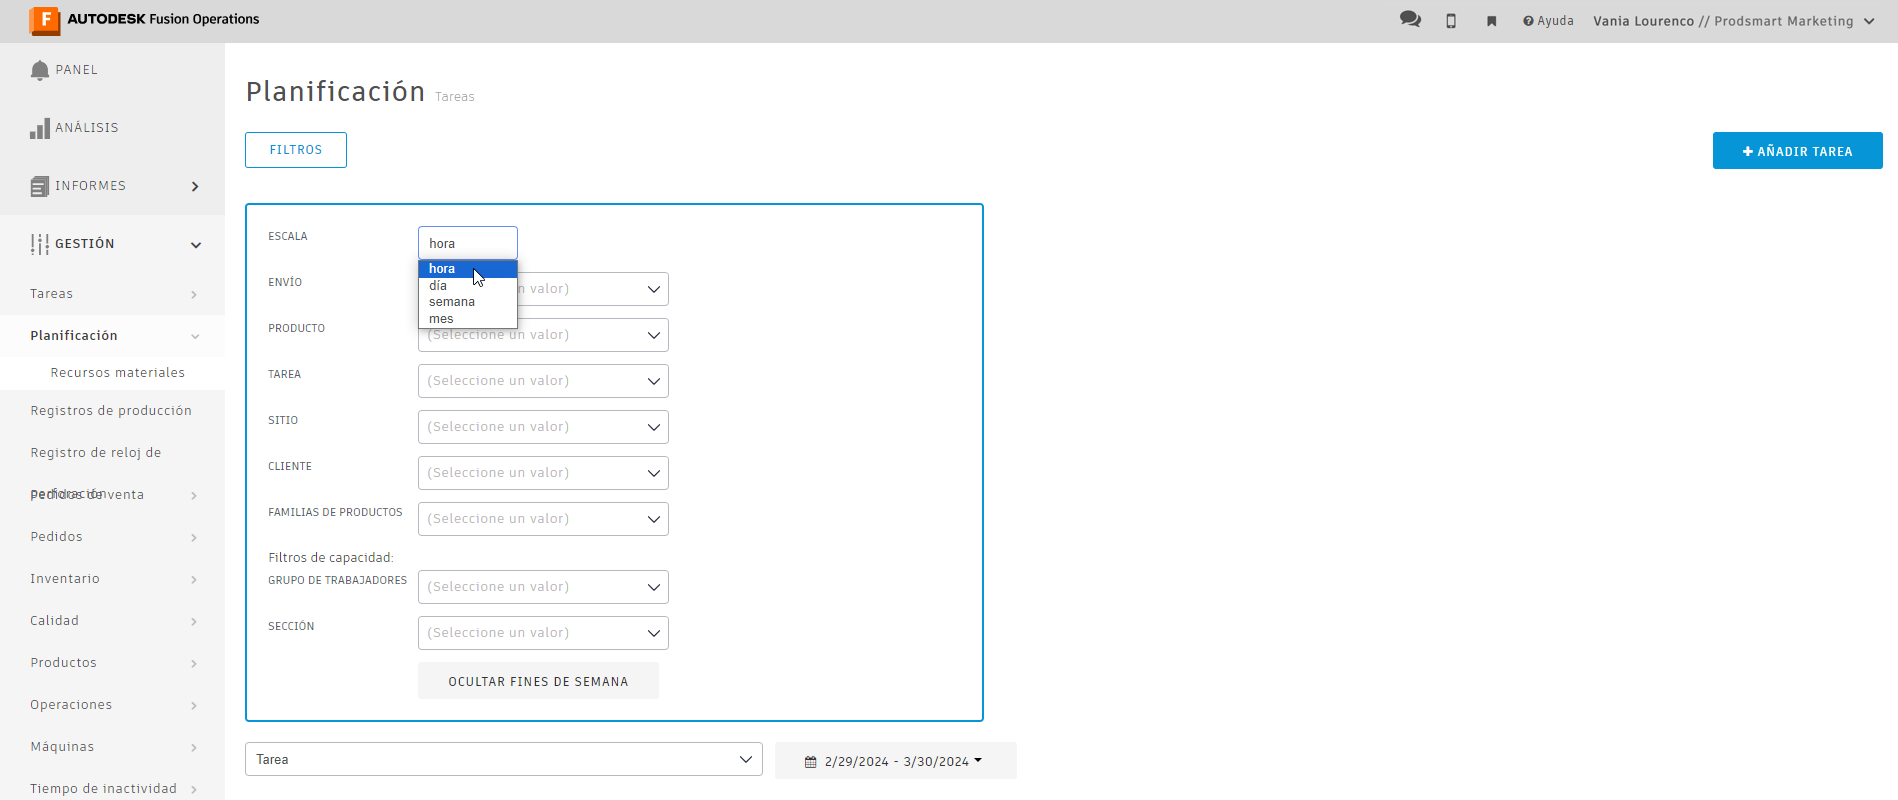 F AUTODESK Fusion Operations
Ayuda
Vania Lourenco // Prodsmart Marketing
PANEL
ANÁLISIS
INFORMES
GESTIÓN
Tareas
Planificación
Recursos materiales
Registros de producción
Registro de reloj de
perforación
Pedidos de venta
Pedidos
Inventario
Calidad
Productos
Operaciones
Máquinas
Tiempo de inactividad
Planificación Tareas
FILTROS
+ AÑADIR TAREA
ESCALA
hora
hora
día
semana
mes
ENVÍO
n valor)
PRODUCTO
(Seleccione un valor)
TAREA
(Seleccione un valor)
SITIO
(Seleccione un valor)
CLIENTE
(Seleccione un valor)
FAMILIAS DE PRODUCTOS
(Seleccione un valor)
Filtros de capacidad:
GRUPO DE TRABAJADORES
(Seleccione un valor)
SECCIÓN
(Seleccione un valor)
OCULTAR FINES DE SEMANA
Tarea
2/29/2024 - 3/30/2024